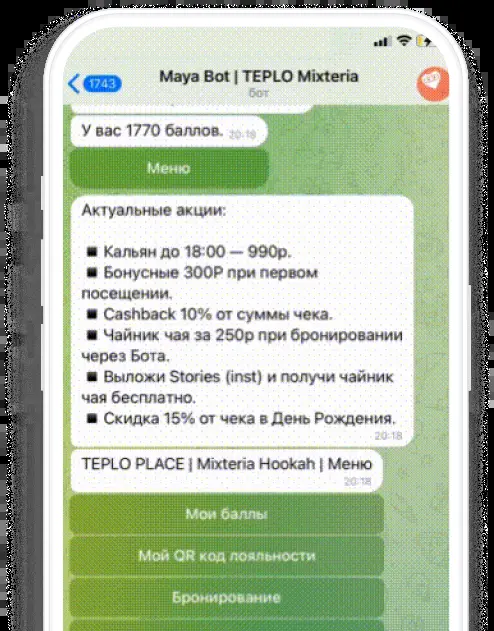 1743
Maya Bot | TEPLO Mixteria
бот
У вас 1770 баллов. 20:18
Меню
Актуальные акции:
■ Кальян до 18:00 — 990р.
■ Бонусные 300Р при первом
посещении.
■ Cashback 10% от суммы чека.
■ Чайник чая за 250р при бронировании
через Бота.
■ Выложи Stories (inst) и получи чайник
чая бесплатно.
■ Скидка 15% от чека в День Рождения.
20:18
TEPLO PLACE | Mixteria Hookah | Меню
20:18
Мои баллы
Мой QR код лояльности
Бронирование